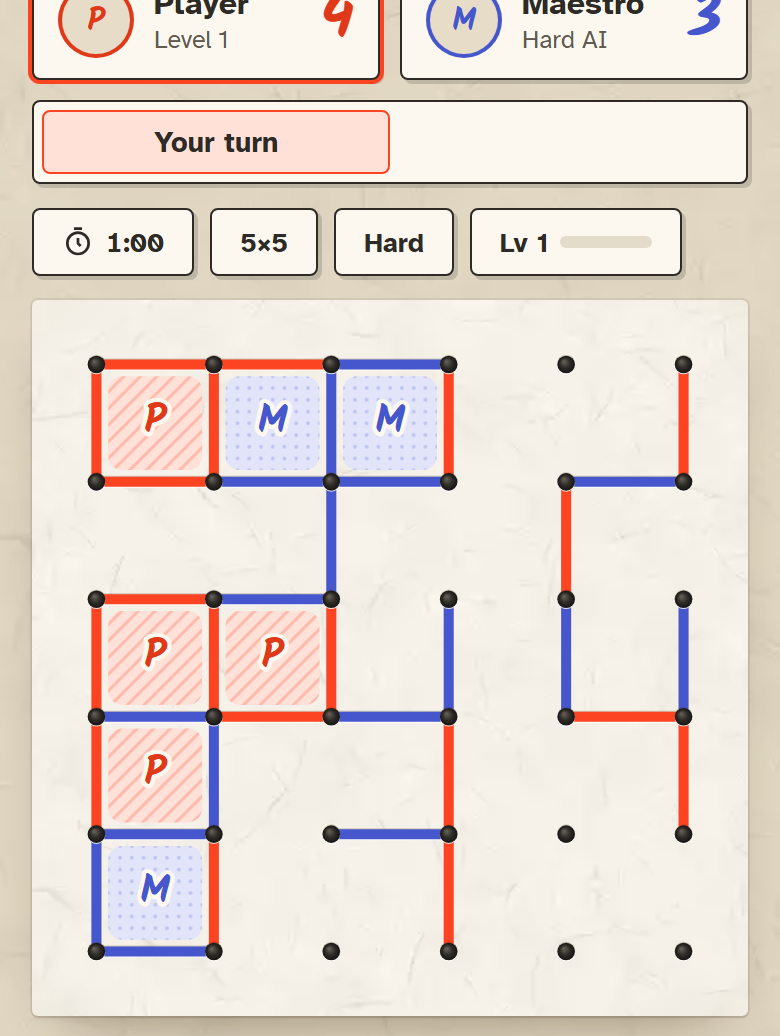 P Player 4 M Maestro 3
Level 1 Hard AI
Your turn
1:00 5×5 Hard Lv 1
P M M
P P
P
M